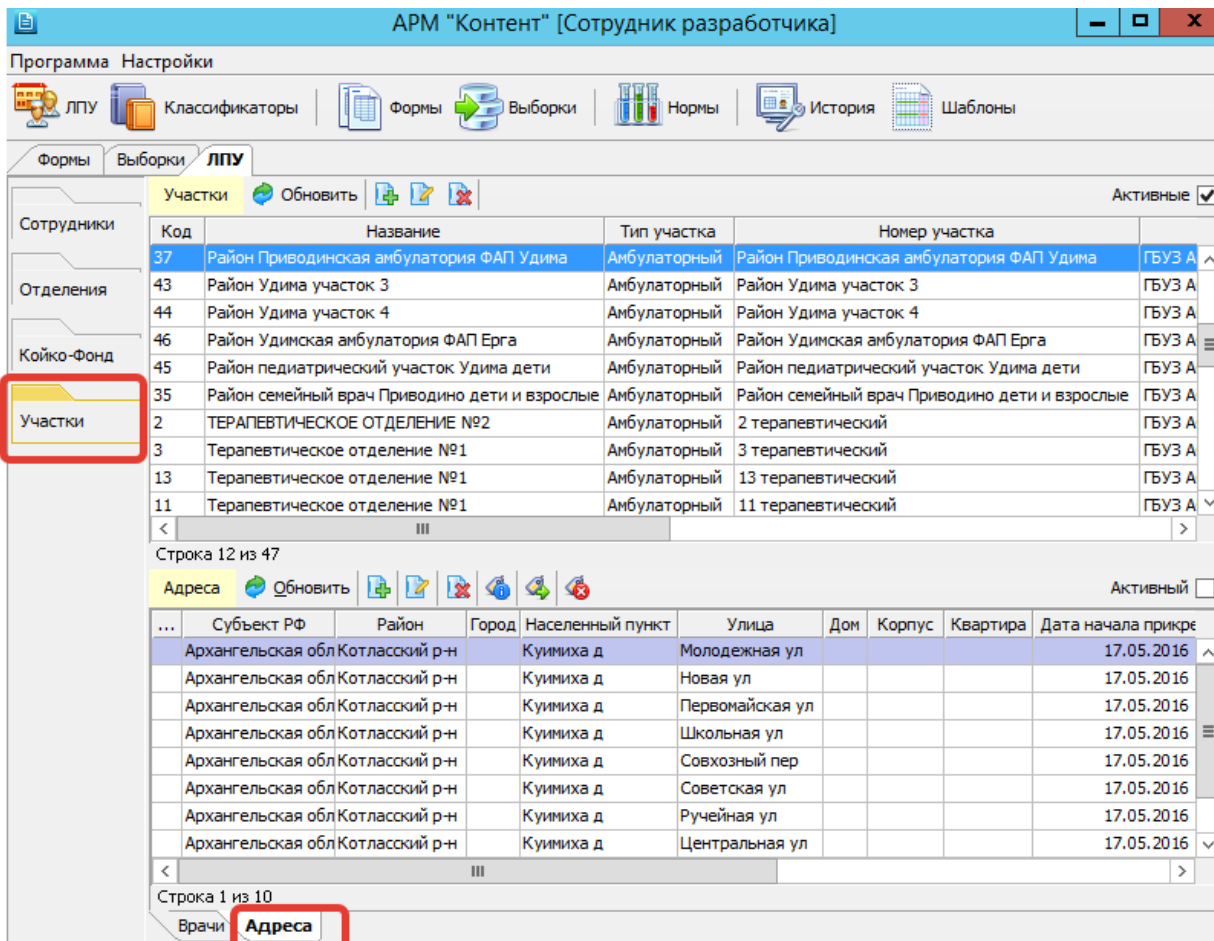 АРМ "Контент" [Сотрудник разработчика]
Программа Настройки
ЛПУ Классификаторы Формы Выборки Нормы История Шаблоны
Формы Выборки ЛПУ
Сотрудники
Отделения
Койко-Фонд
Участки
Участки Обновить Активные
Код Название Тип участка Номер участка
37 Район Приводинская амбулатория ФАП Удима Амбулаторный Район Приводинская амбулатория ФАП Удима ГБУЗ А
43 Район Удима участок 3 Амбулаторный Район Удима участок 3 ГБУЗ А
44 Район Удима участок 4 Амбулаторный Район Удима участок 4 ГБУЗ А
46 Район Удимская амбулатория ФАП Ерга Амбулаторный Район Удимская амбулатория ФАП Ерга ГБУЗ А
45 Район педиатрический участок Удима дети Амбулаторный Район педиатрический участок Удима дети ГБУЗ А
35 Район семейный врач Приводино дети и взрослые Амбулаторный Район семейный врач Приводино дети и взрослые ГБУЗ А
2 ТЕРАПЕВТИЧЕСКОЕ ОТДЕЛЕНИЕ №2 Амбулаторный 2 терапевтический ГБУЗ А
3 Терапевтическое отделение №1 Амбулаторный 3 терапевтический ГБУЗ А
13 Терапевтическое отделение №1 Амбулаторный 13 терапевтический ГБУЗ А
11 Терапевтическое отделение №1 Амбулаторный 11 терапевтический ГБУЗ А
Строка 12 из 47
Адреса Обновить Активный
... Субъект РФ Район Город Населенный пункт Улица Дом Корпус Квартира Дата начала прикре
Архангельская обл Котласский р-н Куимиха д Молодежная ул 17.05.2016
Архангельская обл Котласский р-н Куимиха д Новая ул 17.05.2016
Архангельская обл Котласский р-н Куимиха д Первомайская ул 17.05.2016
Архангельская обл Котласский р-н Куимиха д Школьная ул 17.05.2016
Архангельская обл Котласский р-н Куимиха д Совхозный пер 17.05.2016
Архангельская обл Котласский р-н Куимиха д Советская ул 17.05.2016
Архангельская обл Котласский р-н Куимиха д Ручейная ул 17.05.2016
Архангельская обл Котласский р-н Куимиха д Центральная ул 17.05.2016
Строка 1 из 10
Врачи Адреса